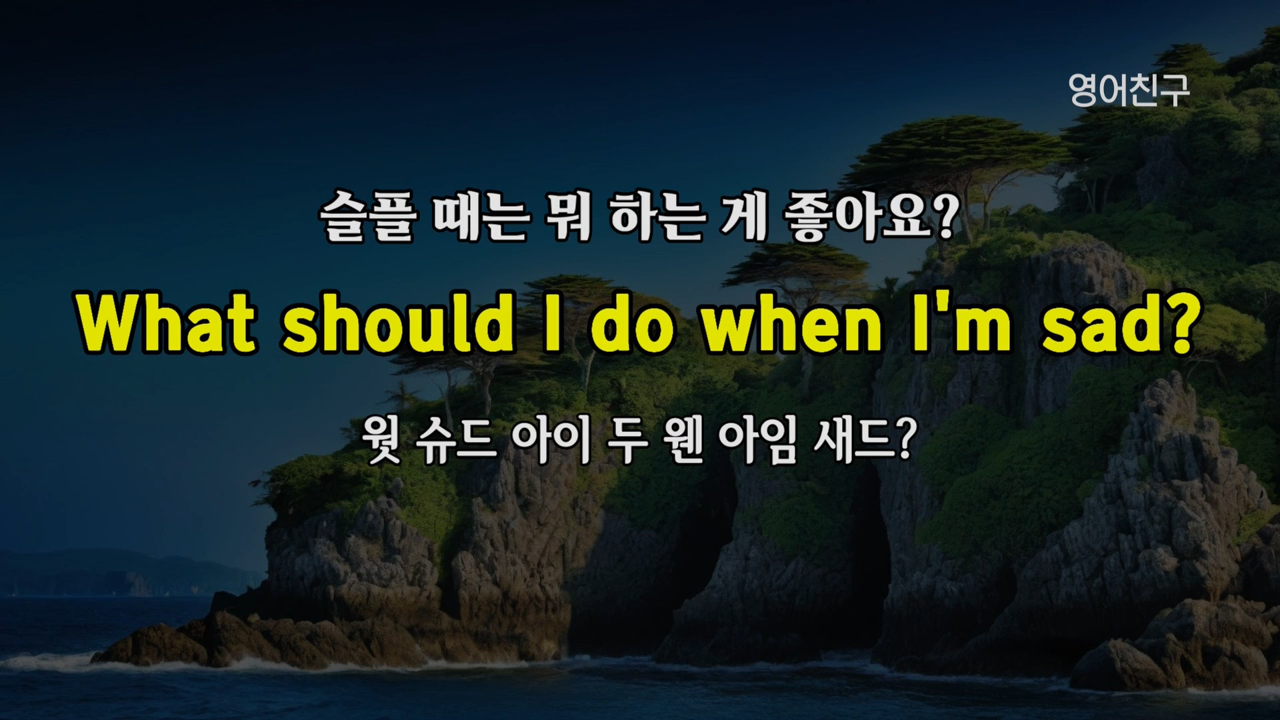 영어친구
슬플 때는 뭐 하는 게 좋아요?
What should I do when I'm sad?
웟 슈드 아이 두 웬 아임 새드?